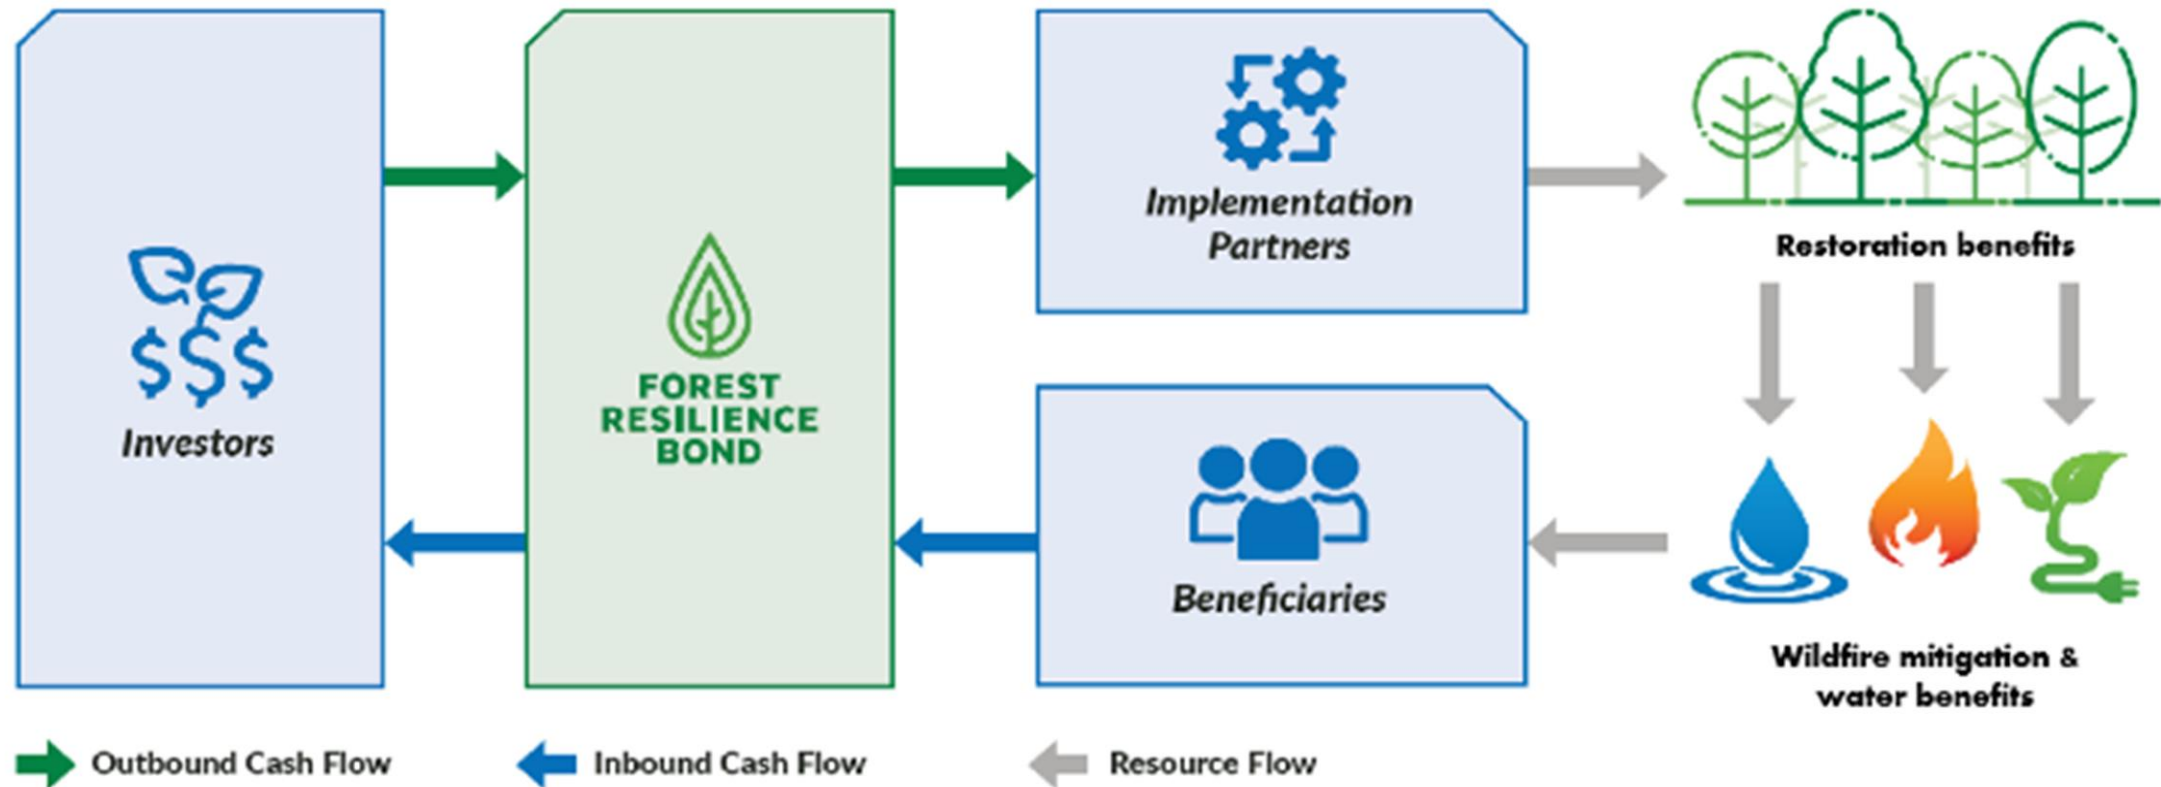 Investors
FOREST
RESILIENCE
BOND
Implementation
Partners
Beneficiaries
Restoration benefits
Wildfire mitigation &
water benefits
Outbound Cash Flow
Inbound Cash Flow
Resource Flow